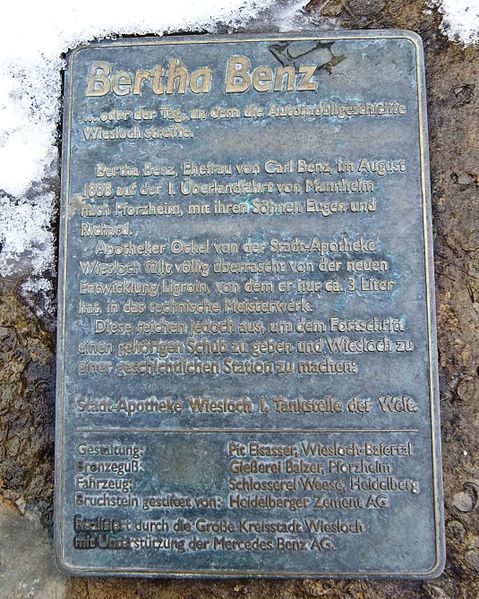 Bertha Benz
... oder der Tag, an dem die Automobilgeschichte
Wiesloch streifte.
Bertha Benz, Ehefrau von Carl Benz, im August
1888 auf der 1. Überlandfahrt von Mannheim
nach Pforzheim, mit ihren Söhnen Eugen und
Richard.
Apotheker Ockel von der Stadt-Apotheke
Wiesloch füllt völlig überrascht von der neuen
Entwicklung Ligroin, von dem er nur ca. 3 Liter
hat, in das technische Meisterwerk.
Diese reichen jedoch aus, um dem Fortschritt
einen gehörigen Schuß zu geben und Wiesloch zu
einer geschichtlichen Station zu machen:
Stadt-Apotheke Wiesloch 1. Tankstelle der Welt.
Gestaltung: Pit Elsasser, Wiesloch-Baiertal
Bronzeguß: Gießerei Balzer, Pforzheim
Fahrzeug: Schlosserei Weese, Heidelberg
Bruchstein gestiftet von: Heidelberger Zement AG
Realisiert durch die Große Kreisstadt Wiesloch
mit Unterstützung der Mercedes Benz AG.